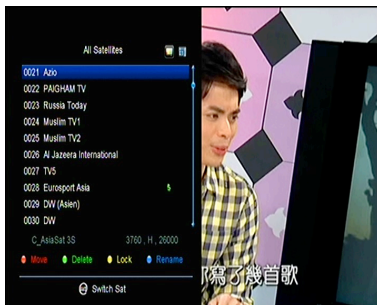 All Satellites
0021 Azio
0022 PAIGHAM TV
0023 Russia Today
0024 Muslim TV1
0025 Muslim TV2
0026 Al Jazeera International
0027 TV5
0028 Eurosport Asia 5
0029 DW (Asien)
0030 DW
C_AsiaSat 3S 3760 , H , 26000
Move Delete Lock Rename
Switch Sat
寫了幾首歌